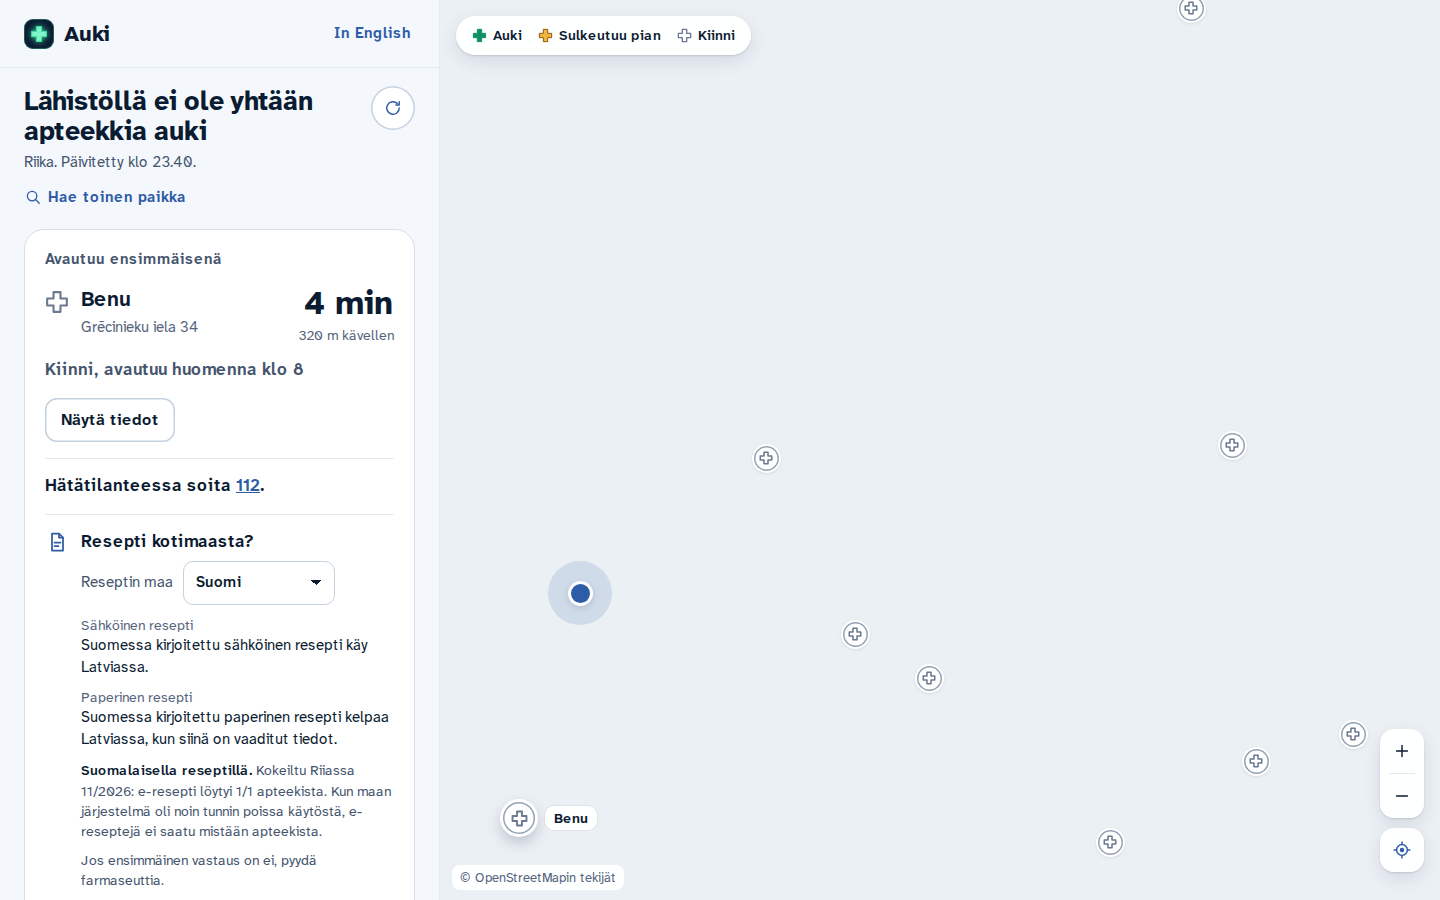 Auki
In English
Lähistöllä ei ole yhtään
apteekkia auki
Riika. Päivitetty klo 23.40.
Hae toinen paikka
Avautuu ensimmäisenä
Benu
4 min
Grēcinieku iela 34
320 m kävellen
Kiinni, avautuu huomenna klo 8
Näytä tiedot
Hätätilanteessa soita 112.
Resepti kotimaasta?
Reseptin maa
Suomi
Sähköinen resepti
Suomessa kirjoitettu sähköinen resepti käy
Latviassa.
Paperinen resepti
Suomessa kirjoitettu paperinen resepti kelpaa
Latviassa, kun siinä on vaaditut tiedot.
Suomalaisella reseptillä. Kokeiltu Riiassa
11/2026: e-resepti löytyi 1/1 apteekista. Kun maan
järjestelmä oli noin tunnin poissa käytöstä, e-
reseptejä ei saatu mistään apteekista.
Jos ensimmäinen vastaus on ei, pyydä
farmaseuttia.
Auki
Sulkeutuu pian
Kiinni
Benu
© OpenStreetMapin tekijät